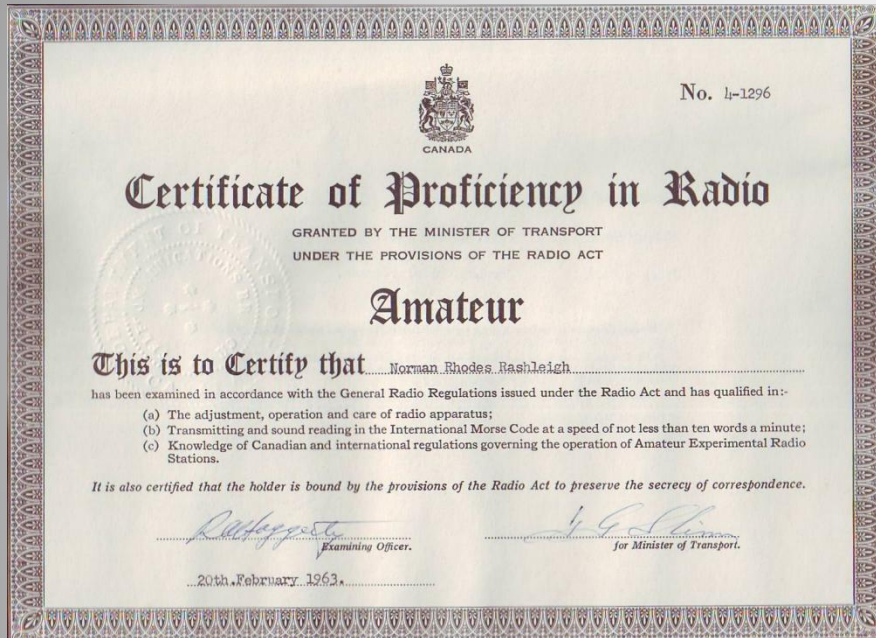 No. 4-1296
CANADA
Certificate of Proficiency in Radio
GRANTED BY THE MINISTER OF TRANSPORT
UNDER THE PROVISIONS OF THE RADIO ACT
Amateur
This is to Certify that Norman Rhodes Rashleigh
has been examined in accordance with the General Radio Regulations issued under the Radio Act and has qualified in:-
(a) The adjustment, operation and care of radio apparatus;
(b) Transmitting and sound reading in the International Morse Code at a speed of not less than ten words a minute;
(c) Knowledge of Canadian and international regulations governing the operation of Amateur Experimental Radio
Stations.
It is also certified that the holder is bound by the provisions of the Radio Act to preserve the secrecy of correspondence.
Examining Officer.
for Minister of Transport.
20th.February 1963.